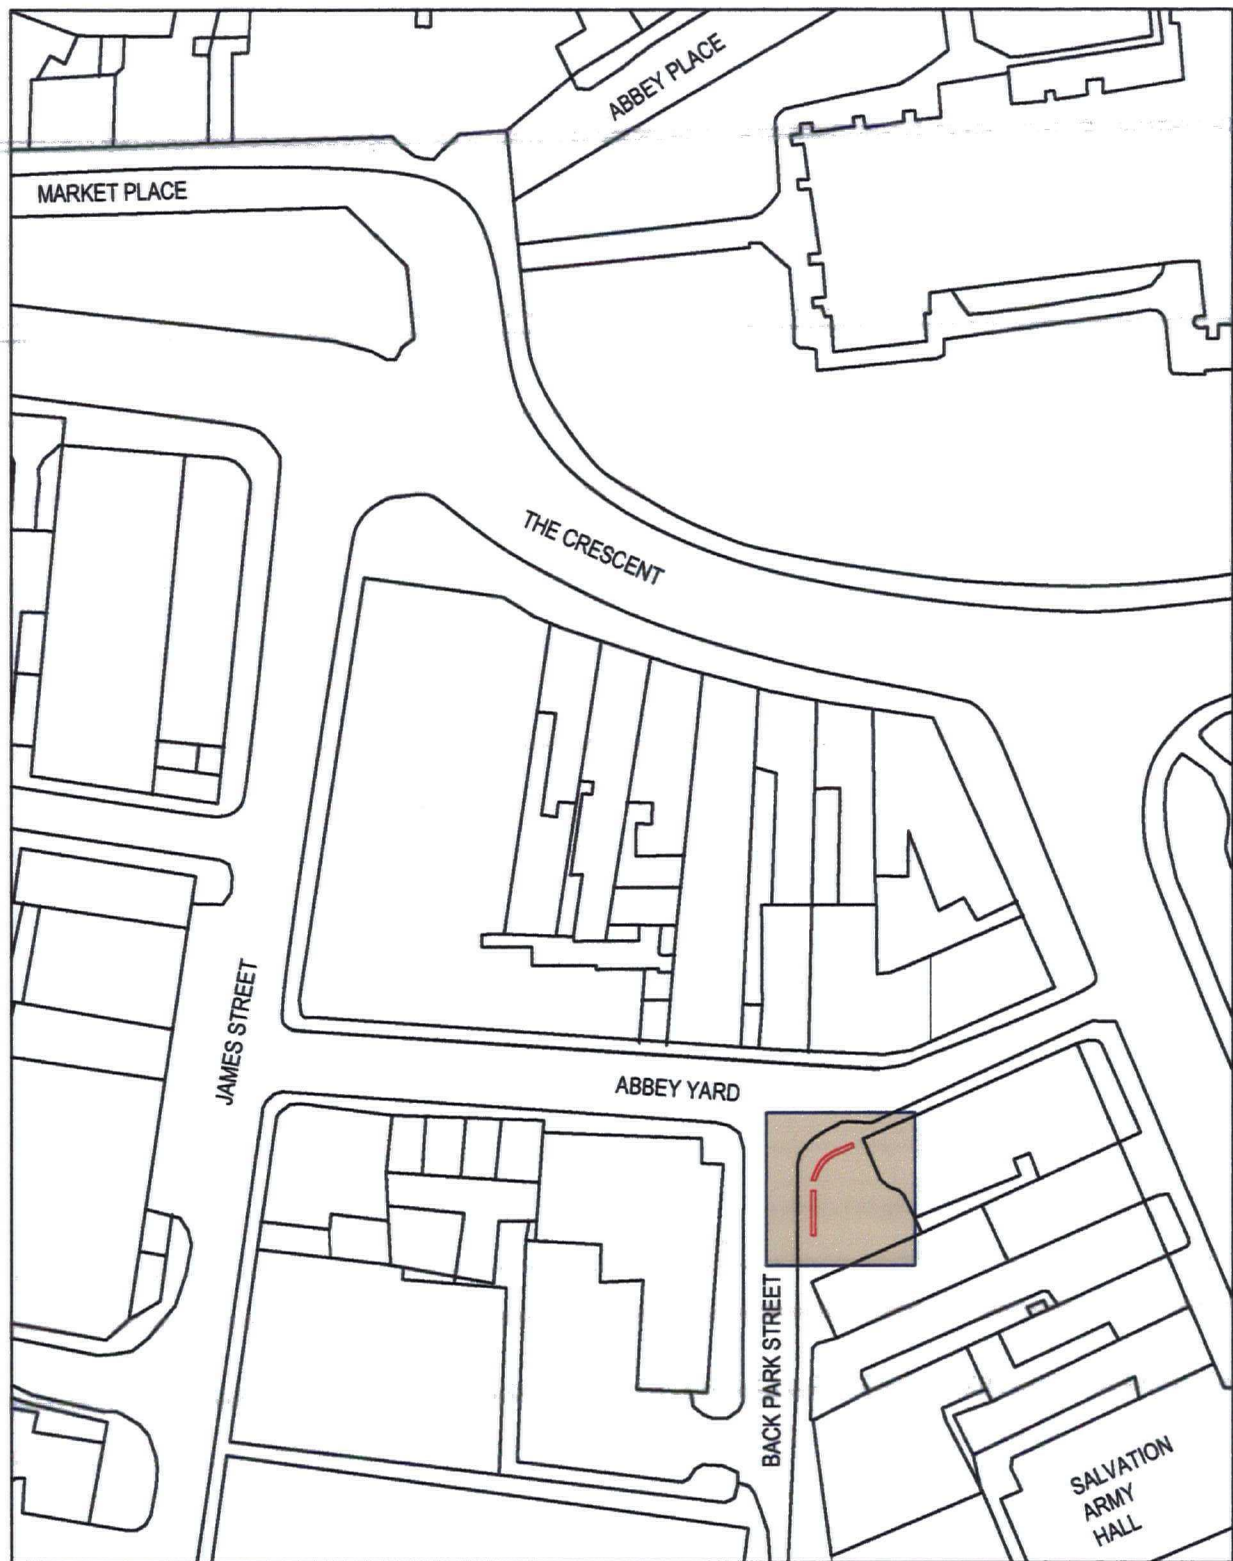 ABBEY PLACE
MARKET PLACE
THE CRESCENT
JAMES STREET
ABBEY YARD
BACK PARK STREET
SALVATION
ARMY
HALL